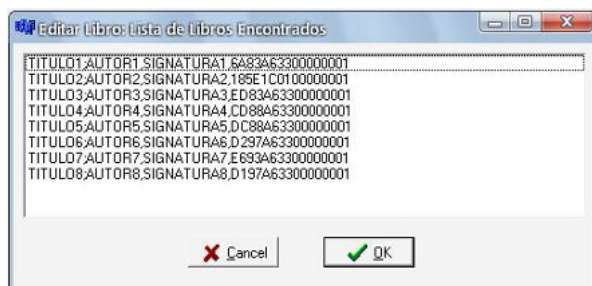 Editar Libro: Lista de Libros Encontrados
TITULO1;AUTOR1,SIGNATURA1,6A83A63300000001
TITULO2;AUTOR2,SIGNATURA2,185E1C0100000001
TITULO3;AUTOR3,SIGNATURA3,ED83A63300000001
TITULO4;AUTOR4,SIGNATURA4,CD88A63300000001
TITULO5;AUTOR5,SIGNATURA5,DC88A63300000001
TITULO6;AUTOR6,SIGNATURA6,D297A63300000001
TITULO7;AUTOR7,SIGNATURA7,E693A63300000001
TITULO8;AUTOR8,SIGNATURA8,D197A63300000001
Cancel OK